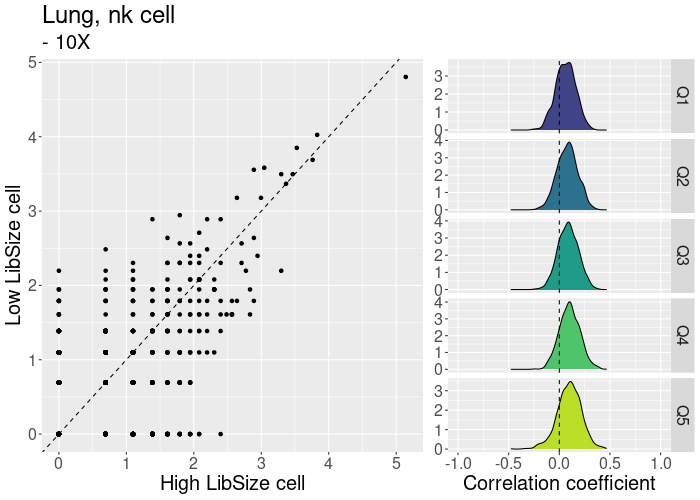 Lung, nk cell
- 10X
5
4
3
2
1
0
Low LibSize cell
0 1 2 3 4 5
High LibSize cell
3
2
1
0
Q1
4
3
2
1
0
Q2
4
3
2
1
0
Q3
4
3
2
1
0
Q4
3
2
1
0
Q5
-1.0 -0.5 0.0 0.5 1.0
Correlation coefficient